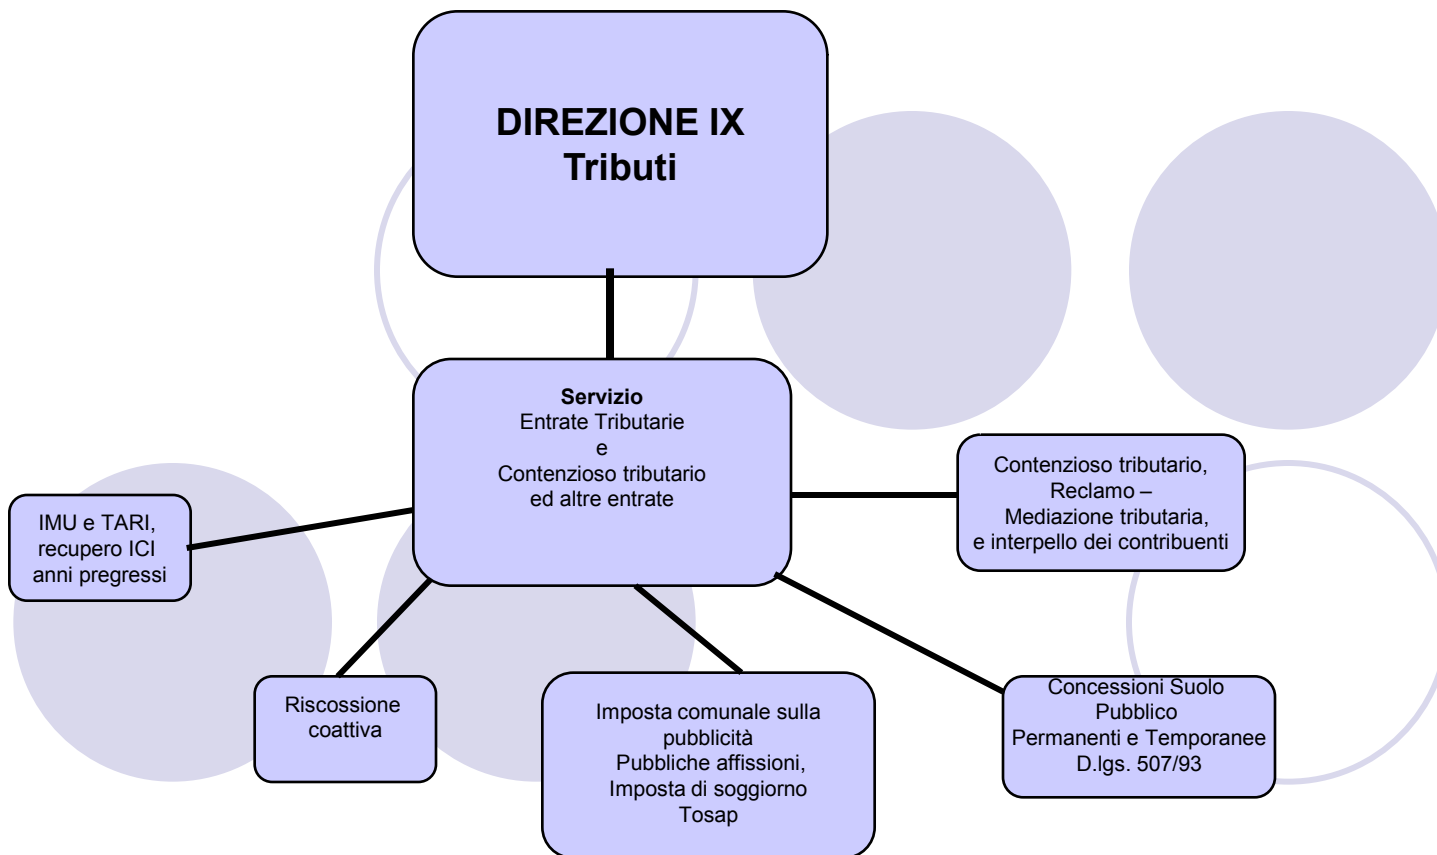 DIREZIONE IX
Tributi
Servizio
Entrate Tributarie
e
Contenzioso tributario
ed altre entrate
Contenzioso tributario,
Reclamo –
Mediazione tributaria,
e interpello dei contribuenti
IMU e TARI,
recupero ICI
anni pregressi
Riscossione
coattiva
Imposta comunale sulla
pubblicità
Pubbliche affissioni,
Imposta di soggiorno
Tosap
Concessioni Suolo
Pubblico
Permanenti e Temporanee
D.lgs. 507/93